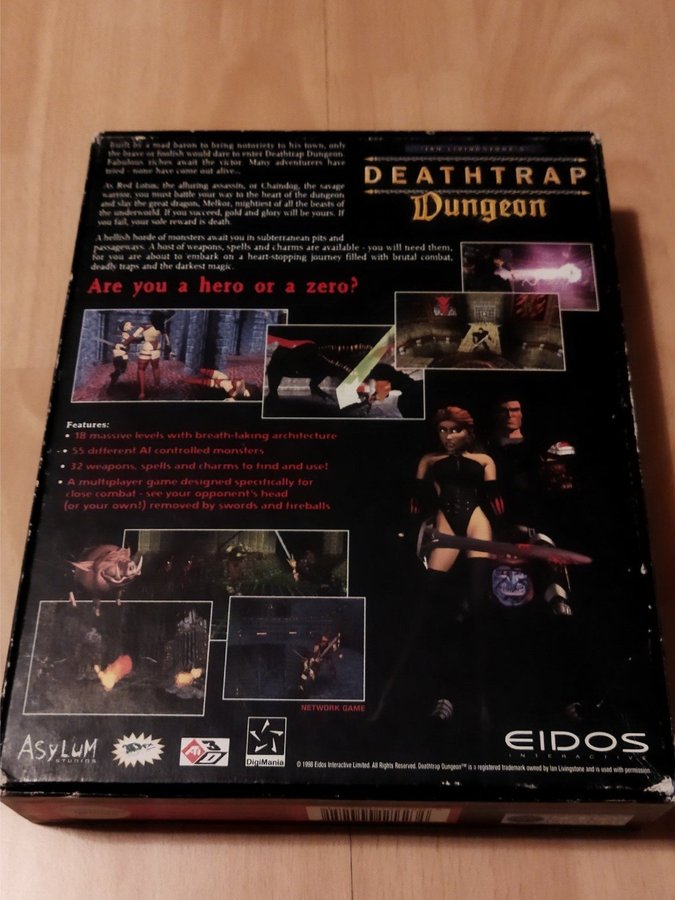 Built by a mad baron to bring notoriety to his town, only
the brave or foolish would dare to enter Deathtrap Dungeon.
Fabulous riches await the victor. Many adventurers have
tried - none have come out alive...
IAN LIVINGSTONE'S
DEATHTRAP
Dungeon
As Red Lotus, the alluring assassin, or Chaindog, the savage
warrior, you must battle your way to the heart of the dungeon
and slay the great dragon, Melkor, mightiest of all the beasts of
the underworld. If you succeed, gold and glory will be yours. If
you fail, your sole reward is death.
A hellish horde of monsters await you in subterranean pits and
passageways. A host of weapons, spells and charms are available - you will need them,
for you are about to embark on a heart-stopping journey filled with brutal combat,
deadly traps and the darkest magic.
Are you a hero or a zero?
Features:
• 18 massive levels with breath-taking architecture
• 55 different AI controlled monsters
• 32 weapons, spells and charms to find and use!
• A multiplayer game designed specifically for
close combat - see your opponent's head
(or your own!) removed by swords and fireballs
NETWORK GAME
ASYLUM
STUDIOS
3Dfx
ATI 3D
DigiMania
EIDOS
INTERACTIVE
© 1998 Eidos Interactive Limited. All Rights Reserved. Deathtrap Dungeon™ is a registered trademark owned by Ian Livingstone and is used with permission.